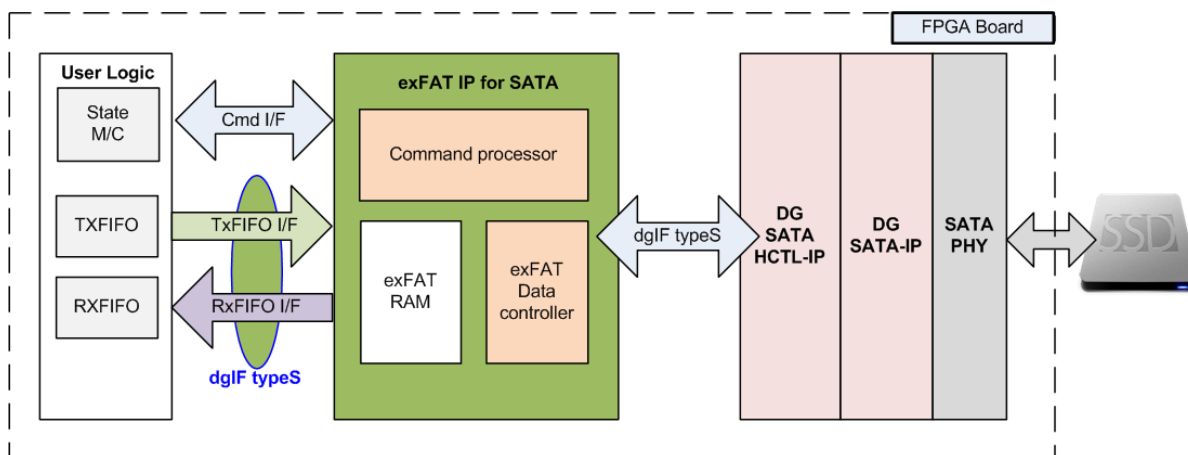 FPGA Board
User Logic
State
M/C
TXFIFO
RXFIFO
Cmd I/F
TxFIFO I/F
RxFIFO I/F
dgIF typeS
exFAT IP for SATA
Command processor
exFAT
RAM
exFAT
Data
controller
dgIF typeS
DG
SATA
HCTL-IP
DG
SATA-IP
SATA
PHY
SSD